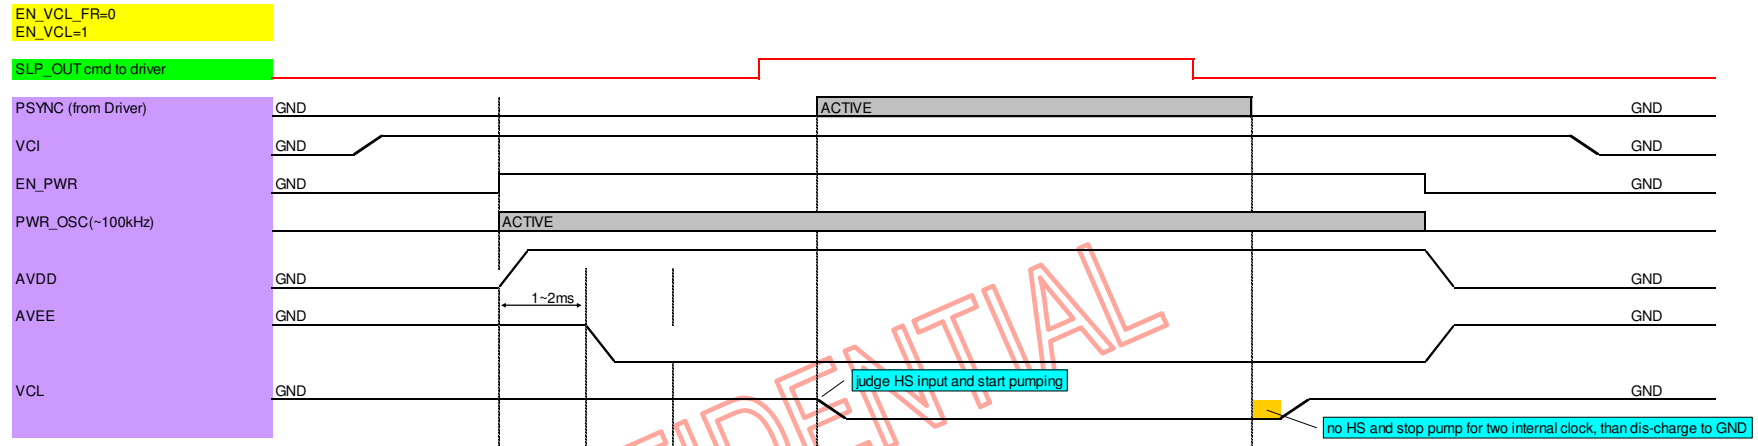 EN_VCL_FR=0
EN_VCL=1
SLP_OUT cmd to driver
PSYNC (from Driver) GND ACTIVE GND
VCI GND GND
EN_PWR GND GND
PWR_OSC(~100kHz) ACTIVE
AVDD GND GND
1~2ms
AVEE GND GND
judge HS input and start pumping
VCL GND GND
no HS and stop pump for two internal clock, than dis-charge to GND
IDENTIAL